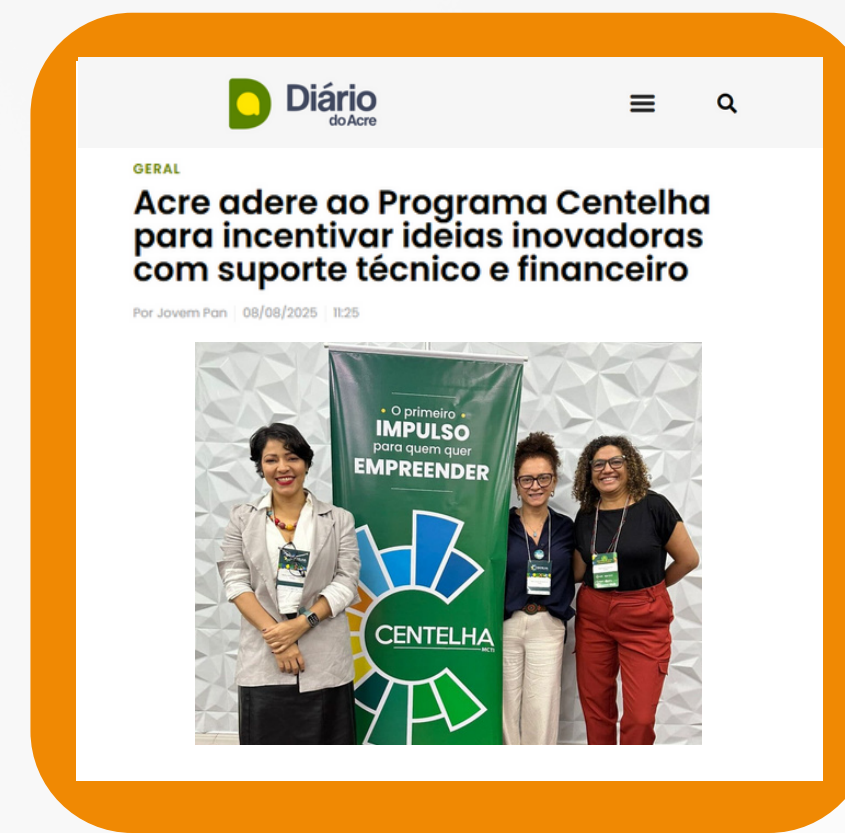 Diário
do Acre
GERAL
Acre adere ao Programa Centelha
para incentivar ideias inovadoras
com suporte técnico e financeiro
Por Jovem Pan 08/08/2025 11:25
• O primeiro •
IMPULSO
para quem quer
EMPREENDER
CENTELHA
MCTI